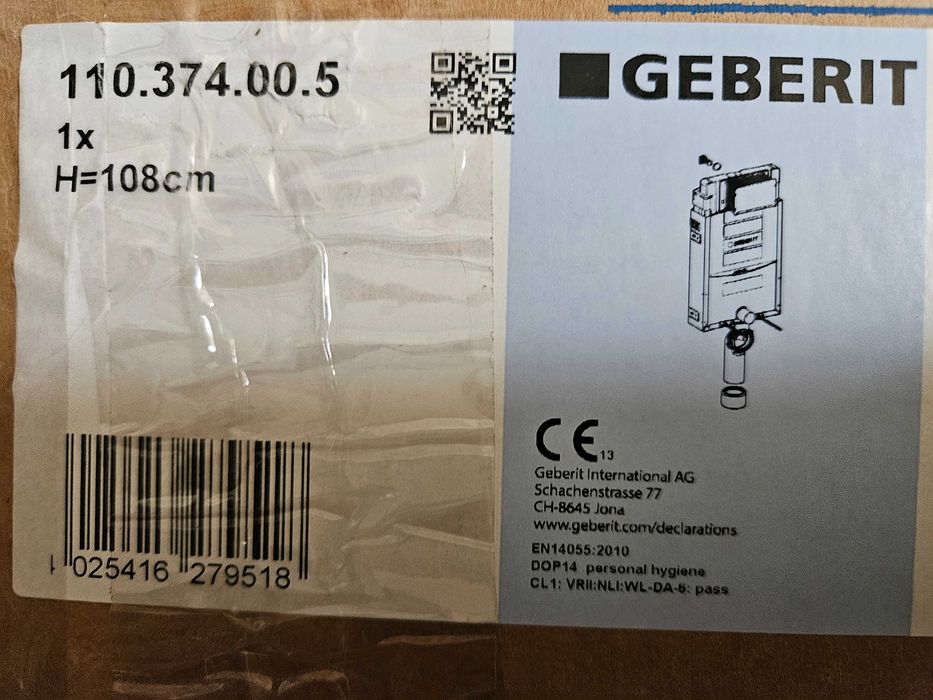 110.374.00.5
1x
H=108cm
GEBERIT
GEBERIT
CE
13
Geberit International AG
Schachenstrasse 77
CH-8645 Jona
www.geberit.com/declarations
EN14055:2010
DOP14 personal hygiene
CL1: VRII:NLI:WL-DA-6: pass
025416 279518